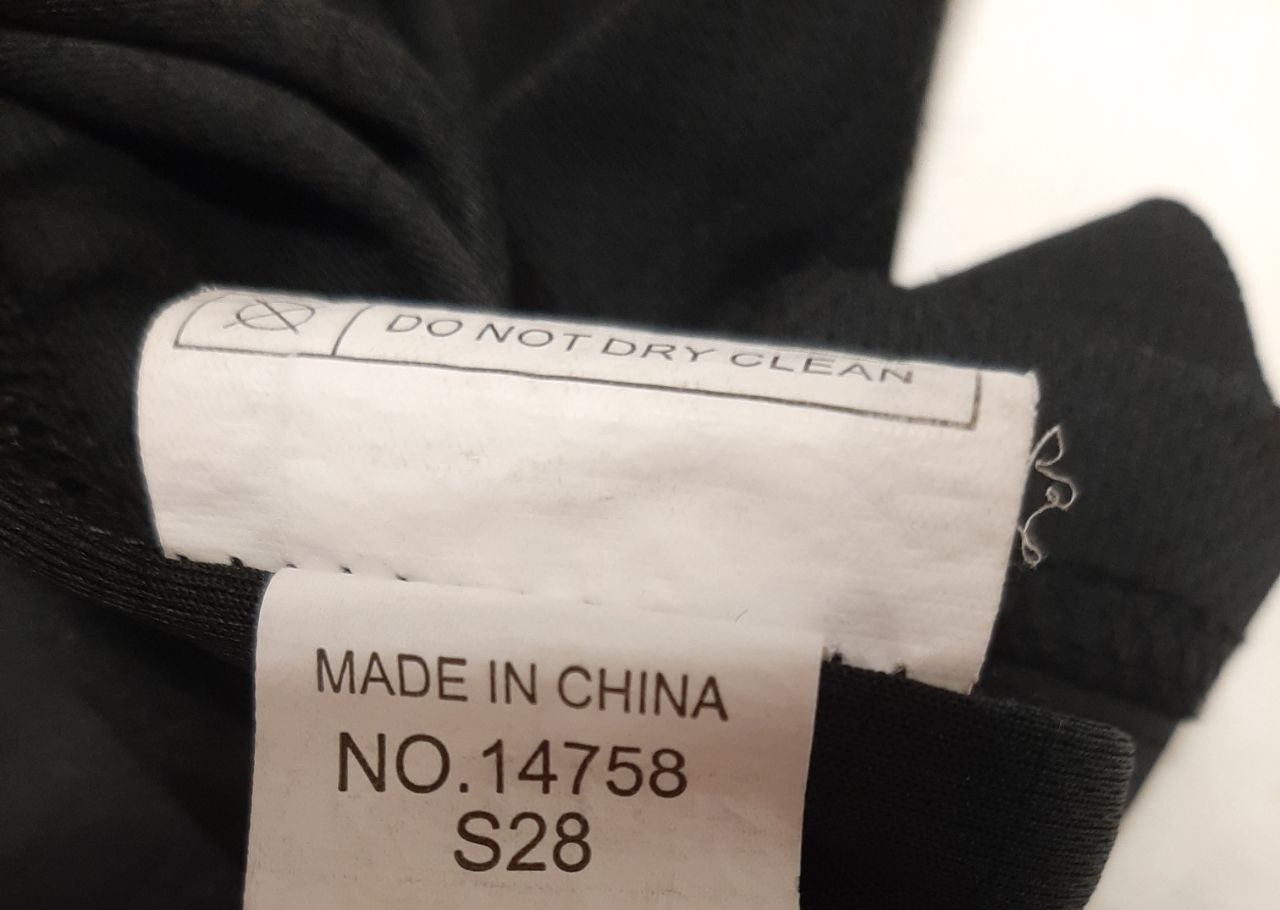 DO NOT DRY CLEAN
MADE IN CHINA
NO.14758
S28